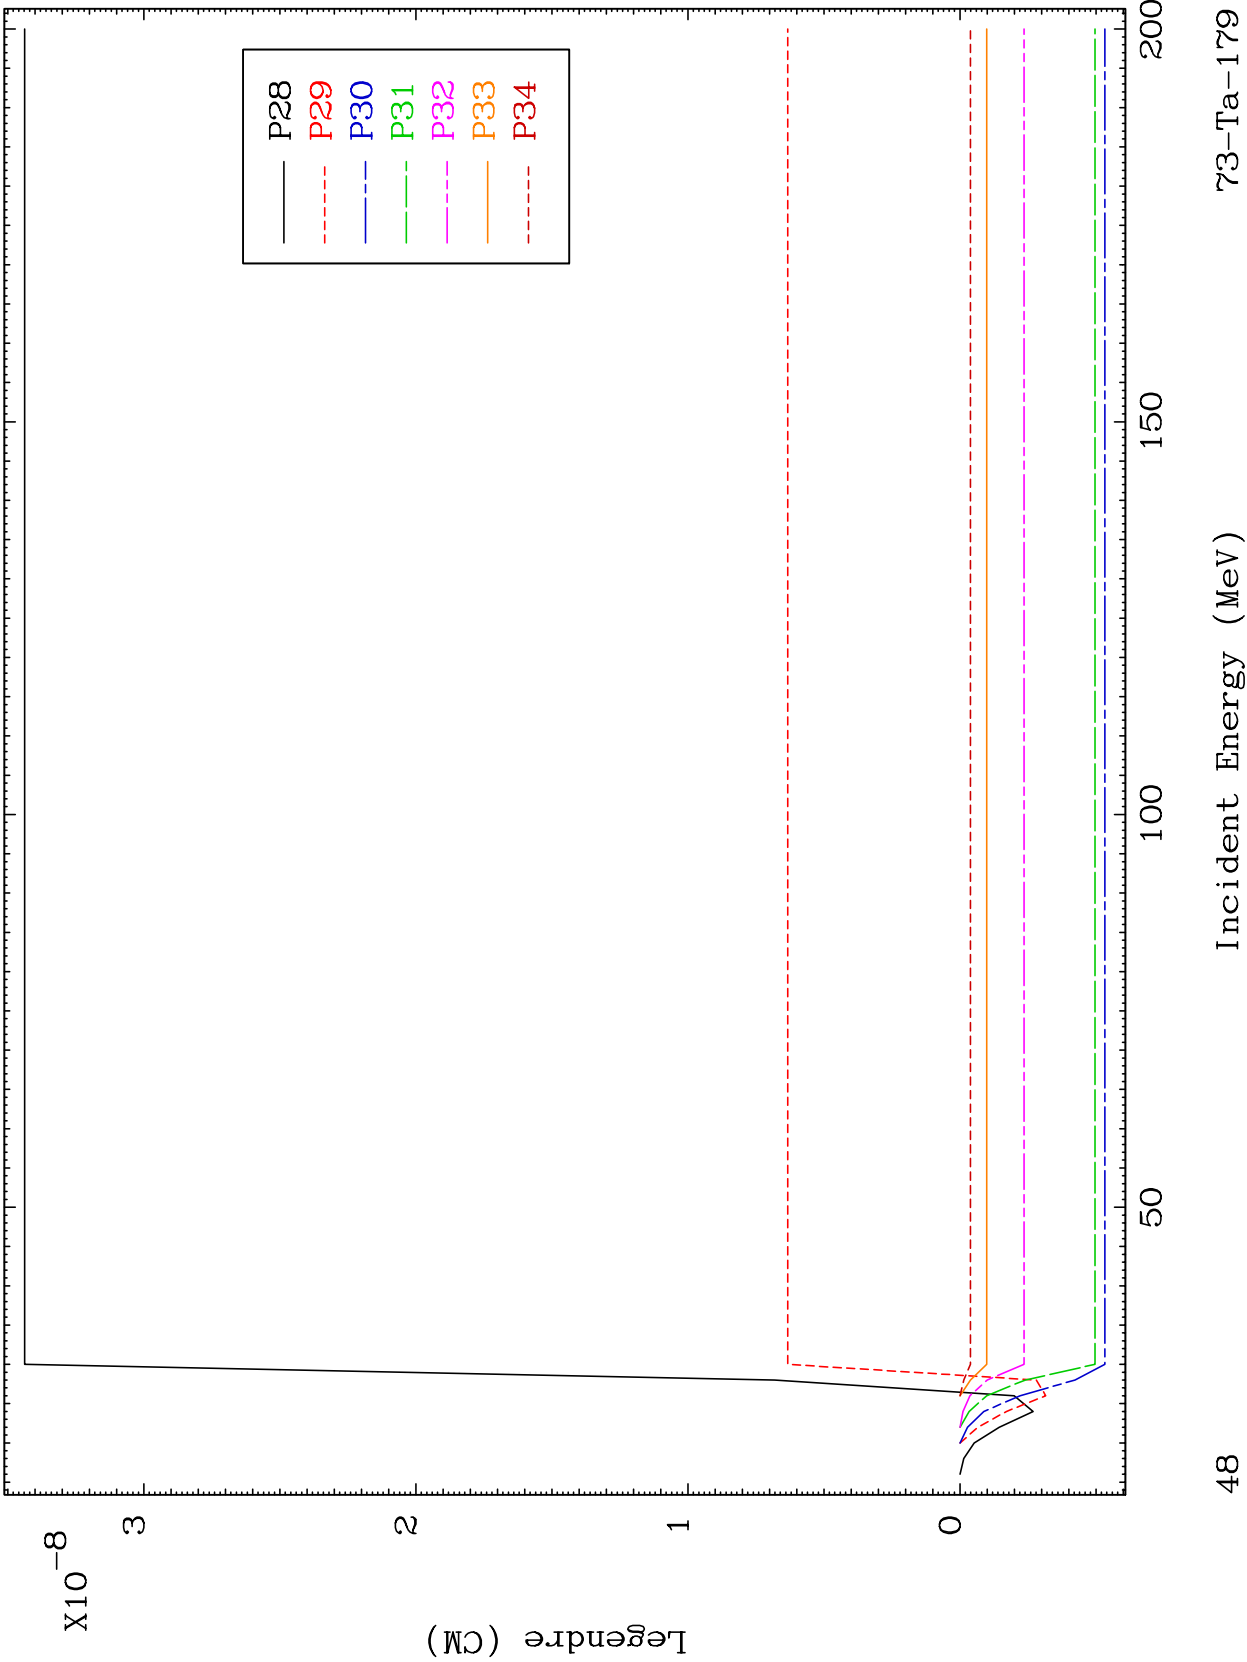 X10-8
3
2
1
0
Legendre (CM)
P28
P29
P30
P31
P32
P33
P34
50
100
150
200
48
Incident Energy (MeV)
73-Ta-179